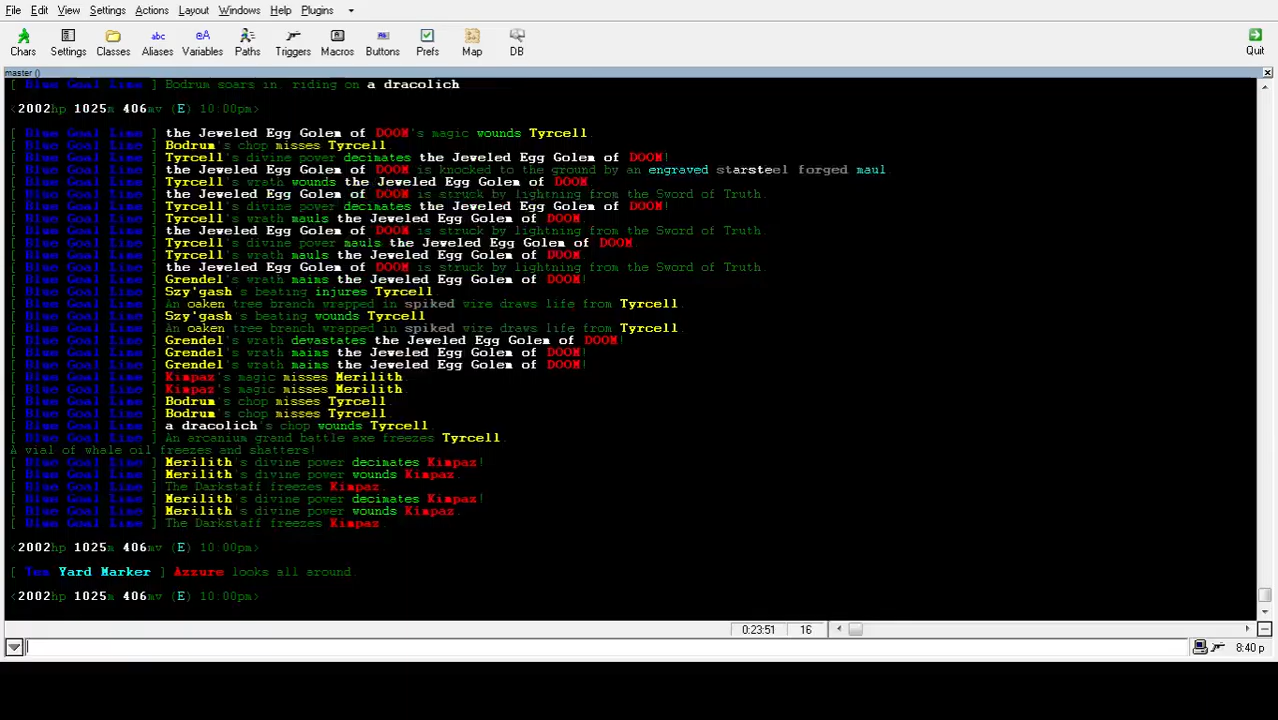 File Edit View Settings Actions Layout Windows Help Plugins
Chars Settings Classes Aliases Variables Paths Triggers Macros Buttons Prefs Map DB Quit
master ()
[ Blue Goal Line ] Bodrum soars in, riding on a dracolich
<2002hp 1025m 406mv (E) 10:00pm>
[ Blue Goal Line ] the Jeweled Egg Golem of DOOM's magic wounds Tyrcell.
[ Blue Goal Line ] Bodrum's chop misses Tyrcell.
[ Blue Goal Line ] Tyrcell's divine power decimates the Jeweled Egg Golem of DOOM!
[ Blue Goal Line ] the Jeweled Egg Golem of DOOM is knocked to the ground by an engraved starsteel forged maul
[ Blue Goal Line ] Tyrcell's wrath wounds the Jeweled Egg Golem of DOOM.
[ Blue Goal Line ] the Jeweled Egg Golem of DOOM is struck by lightning from the Sword of Truth.
[ Blue Goal Line ] Tyrcell's divine power decimates the Jeweled Egg Golem of DOOM!
[ Blue Goal Line ] Tyrcell's wrath mauls the Jeweled Egg Golem of DOOM.
[ Blue Goal Line ] the Jeweled Egg Golem of DOOM is struck by lightning from the Sword of Truth.
[ Blue Goal Line ] Tyrcell's divine power mauls the Jeweled Egg Golem of DOOM.
[ Blue Goal Line ] Tyrcell's wrath mauls the Jeweled Egg Golem of DOOM.
[ Blue Goal Line ] the Jeweled Egg Golem of DOOM is struck by lightning from the Sword of Truth.
[ Blue Goal Line ] Grendel's wrath maims the Jeweled Egg Golem of DOOM!
[ Blue Goal Line ] Szy'gash's beating injures Tyrcell.
[ Blue Goal Line ] An oaken tree branch wrapped in spiked wire draws life from Tyrcell.
[ Blue Goal Line ] Szy'gash's beating wounds Tyrcell.
[ Blue Goal Line ] An oaken tree branch wrapped in spiked wire draws life from Tyrcell.
[ Blue Goal Line ] Grendel's wrath devastates the Jeweled Egg Golem of DOOM!
[ Blue Goal Line ] Grendel's wrath maims the Jeweled Egg Golem of DOOM!
[ Blue Goal Line ] Grendel's wrath maims the Jeweled Egg Golem of DOOM!
[ Blue Goal Line ] Kimpaz's magic misses Merilith.
[ Blue Goal Line ] Kimpaz's magic misses Merilith.
[ Blue Goal Line ] Bodrum's chop misses Tyrcell.
[ Blue Goal Line ] Bodrum's chop misses Tyrcell.
[ Blue Goal Line ] a dracolich's chop wounds Tyrcell.
[ Blue Goal Line ] An arcanium grand battle axe freezes Tyrcell.
A vial of whale oil freezes and shatters!
[ Blue Goal Line ] Merilith's divine power decimates Kimpaz!
[ Blue Goal Line ] Merilith's divine power wounds Kimpaz.
[ Blue Goal Line ] The Darkstaff freezes Kimpaz.
[ Blue Goal Line ] Merilith's divine power decimates Kimpaz!
[ Blue Goal Line ] Merilith's divine power wounds Kimpaz.
[ Blue Goal Line ] The Darkstaff freezes Kimpaz.
<2002hp 1025m 406mv (E) 10:00pm>
[ Ten Yard Marker ] Azzure looks all around.
<2002hp 1025m 406mv (E) 10:00pm>
0:23:51 16
8:40 p